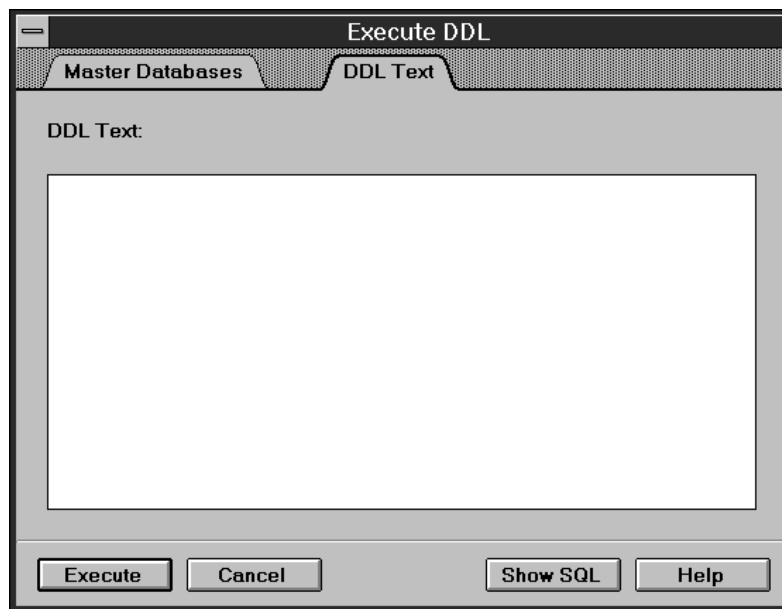 Execute DDL
Master Databases DDL Text
DDL Text:
Execute Cancel Show SQL Help